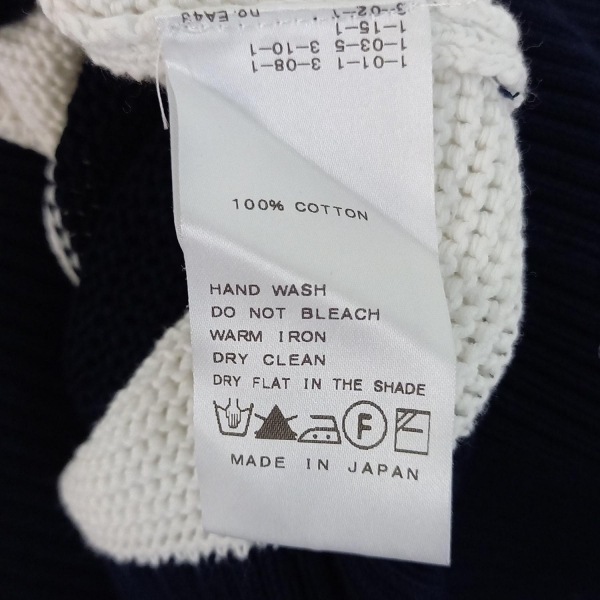 1-01-1 3-08-1
1-03-5 3-10-1
1-15-1
3-02-1
100% COTTON
HAND WASH
DO NOT BLEACH
WARM IRON
DRY CLEAN
DRY FLAT IN THE SHADE
F
MADE IN JAPAN